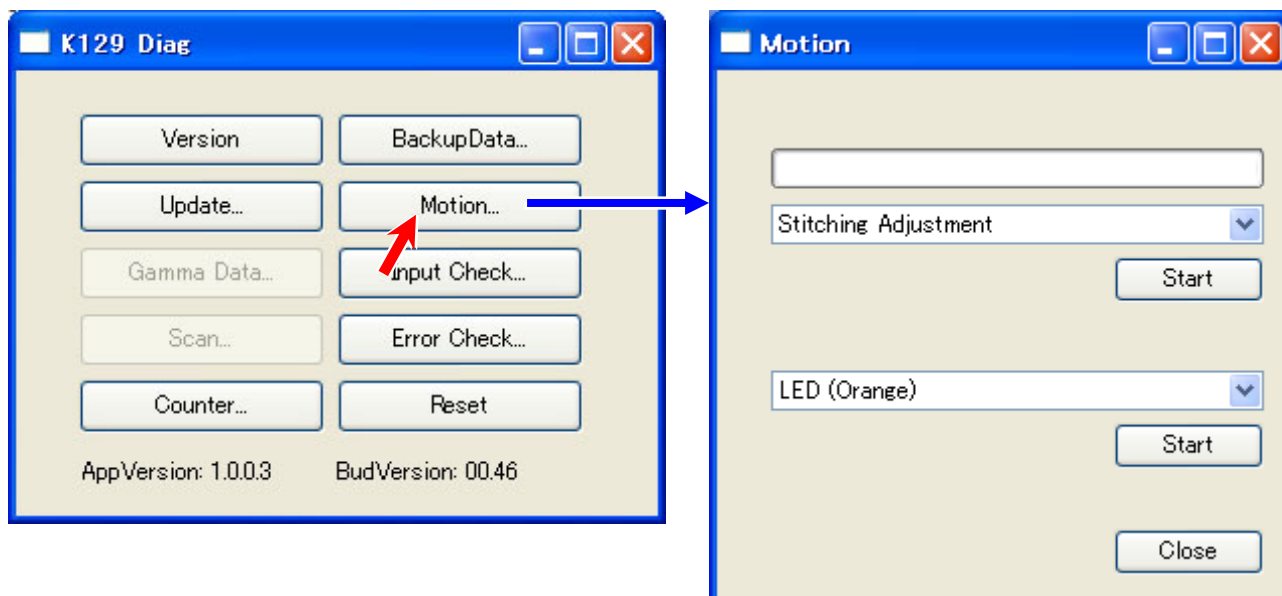 K129 Diag
Version
BackupData...
Update...
Motion...
Gamma Data...
Input Check...
Scan...
Error Check...
Counter...
Reset
AppVersion: 1.0.0.3
BudVersion: 00.46
Motion
Stitching Adjustment
Start
LED (Orange)
Start
Close